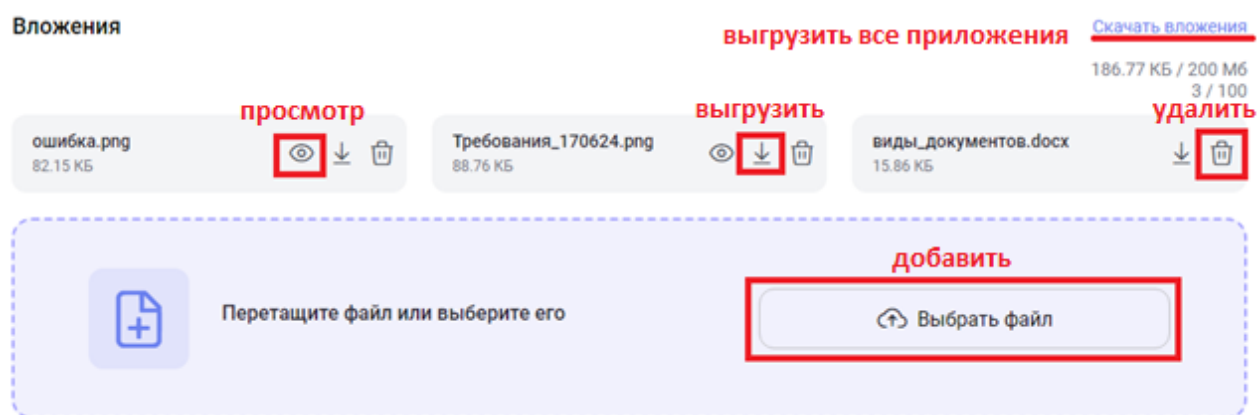 Вложения
выгрузить все приложения
Скачать вложения
186.77 КБ / 200 Мб
3 / 100
просмотр
выгрузить
удалить
ошибка.png
82.15 КБ
Требования_170624.png
88.76 КБ
виды_документов.docx
15.86 КБ
добавить
Перетащите файл или выберите его
Выбрать файл